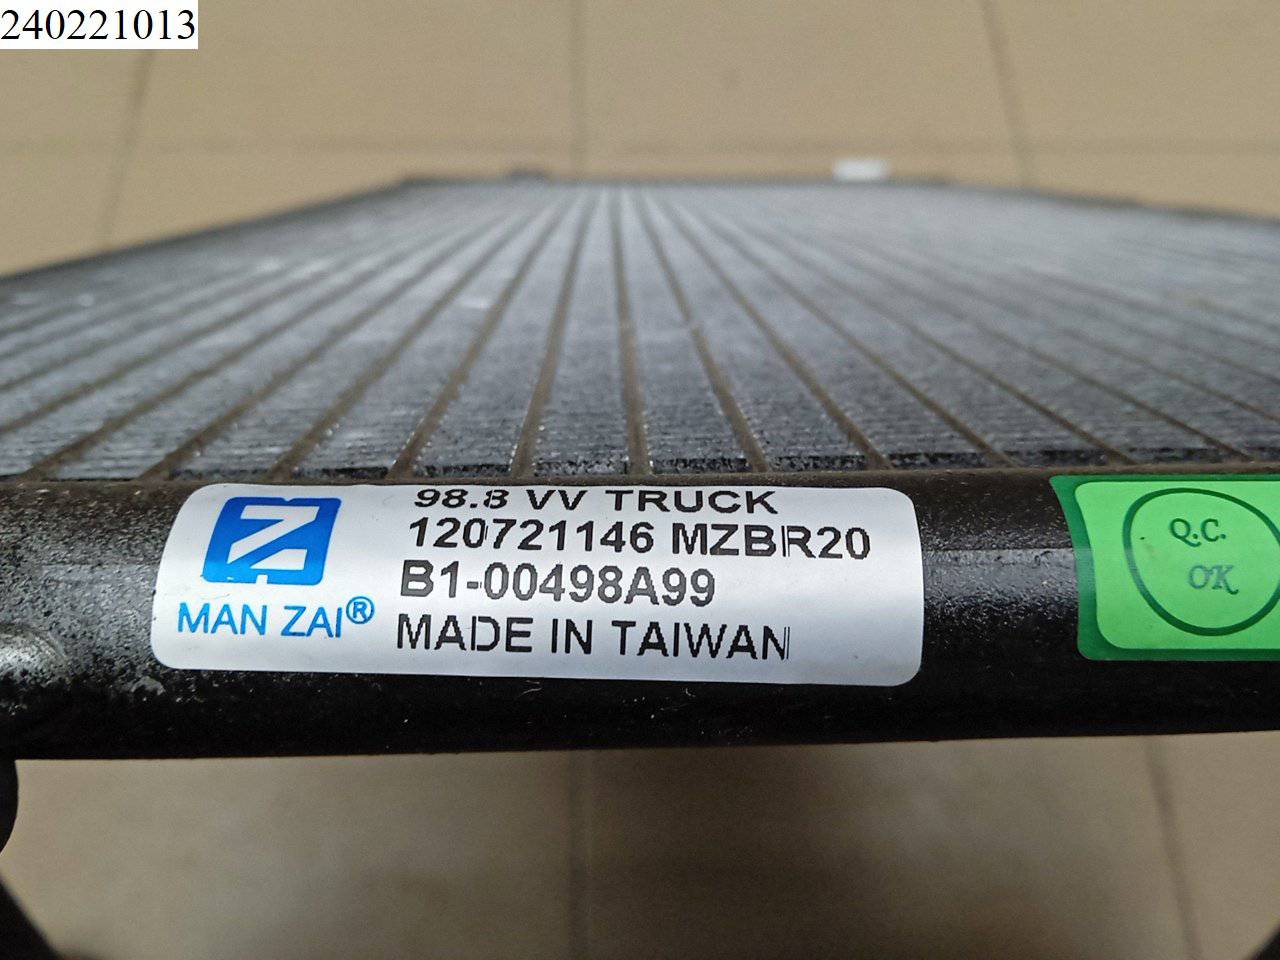 240221013
98.8 VV TRUCK
120721146 MZBR20
B1-00498A99
MADE IN TAIWAN
MAN ZAI®
Q.C.
OK